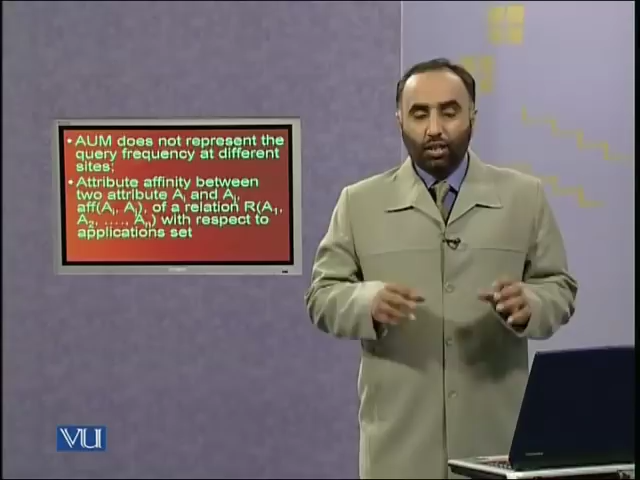 • AUM does not represent the
query frequency at different
sites;
• Attribute affinity between
two attribute Ai and Aj,
aff(Ai, Aj), of a relation R(A1,
A2, …., An) with respect to
applications set
VU